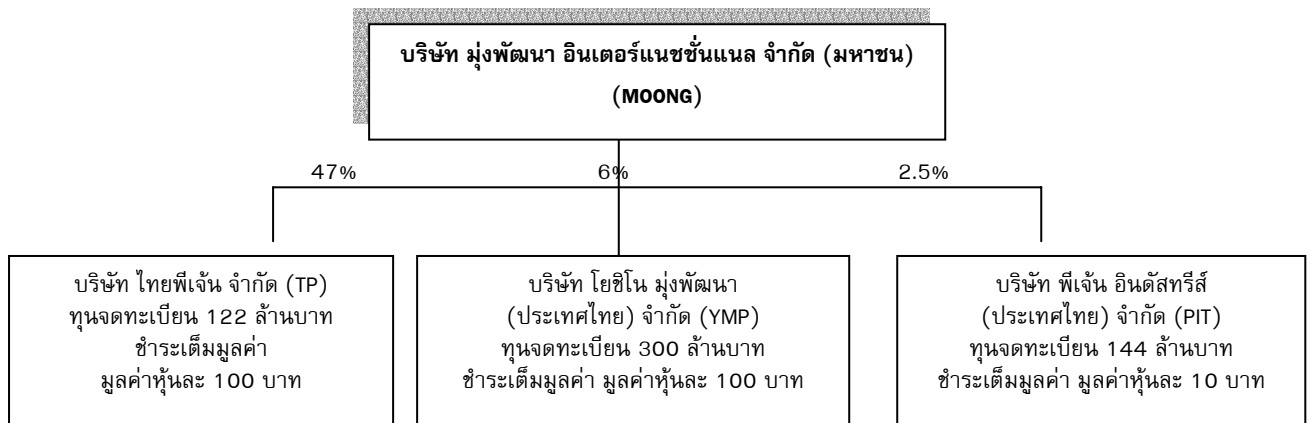 บริษัท มุ่งพัฒนา อินเตอร์แนชชั่นแนล จำกัด (มหาชน)
(MOONG)
47%
6%
2.5%
บริษัท ไทยพีเจ้น จำกัด (TP)
ทุนจดทะเบียน 122 ล้านบาท
ชำระเต็มมูลค่า
มูลค่าหุ้นละ 100 บาท
บริษัท โยชิโน มุ่งพัฒนา
(ประเทศไทย) จำกัด (YMP)
ทุนจดทะเบียน 300 ล้านบาท
ชำระเต็มมูลค่า มูลค่าหุ้นละ 100 บาท
บริษัท พีเจ้น อินดัสทรีส์
(ประเทศไทย) จำกัด (PIT)
ทุนจดทะเบียน 144 ล้านบาท
ชำระเต็มมูลค่า มูลค่าหุ้นละ 10 บาท